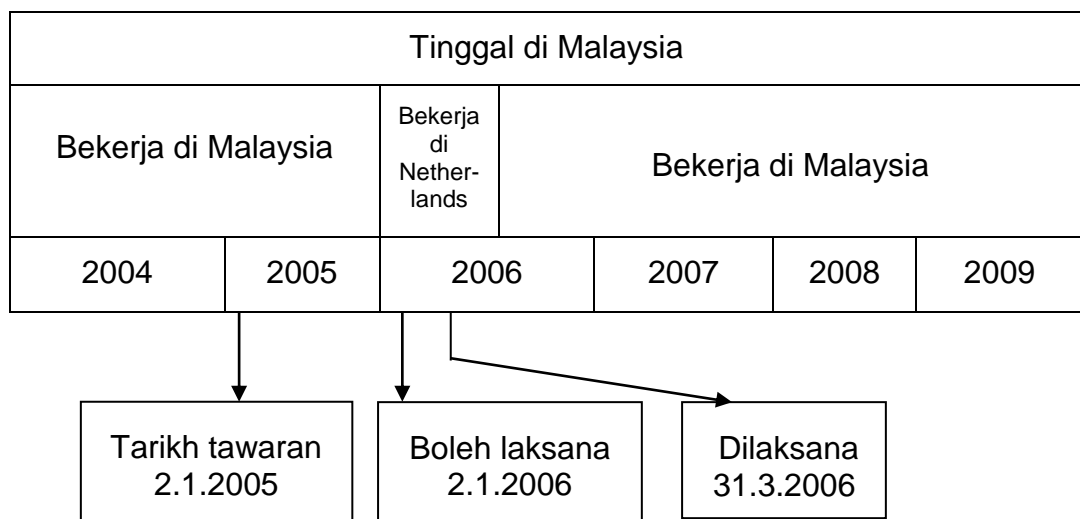 Tinggal di Malaysia
Bekerja di Malaysia
Bekerja
di
Nether-
lands
Bekerja di Malaysia
2004
2005
2006
2007
2008
2009
Tarikh tawaran
2.1.2005
Boleh laksana
2.1.2006
Dilaksana
31.3.2006